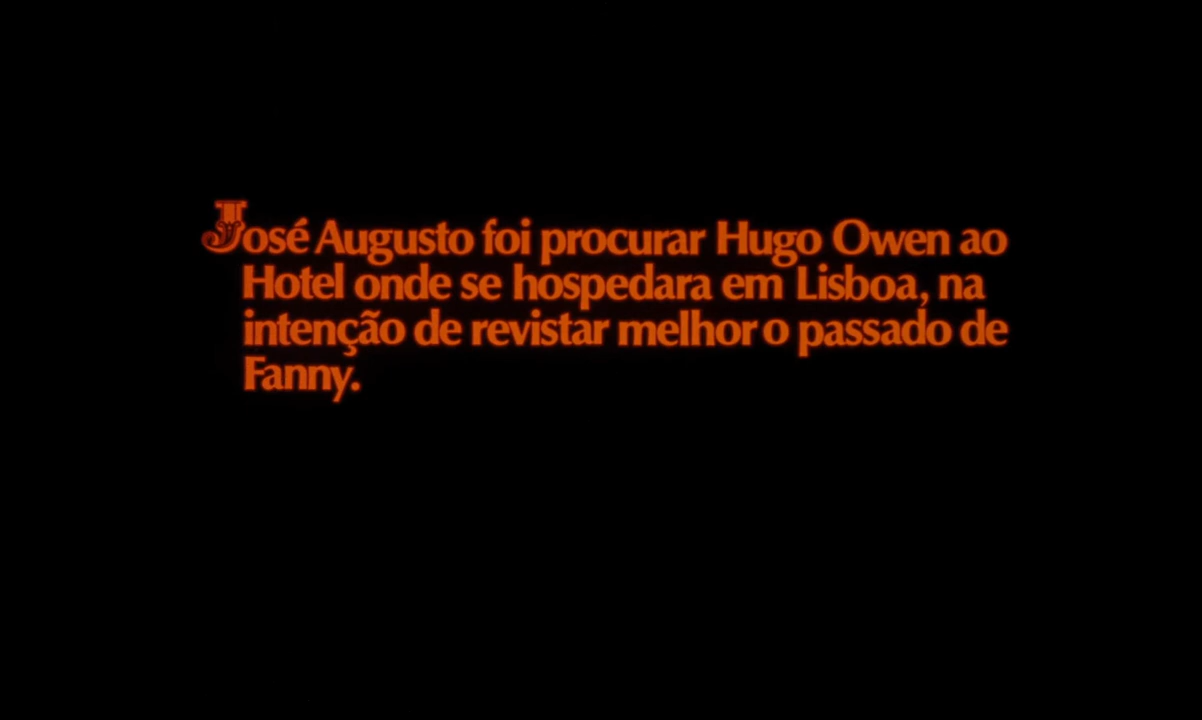 José Augusto foi procurar Hugo Owen ao
Hotel onde se hospedara em Lisboa, na
intenção de revistar melhor o passado de
Fanny.